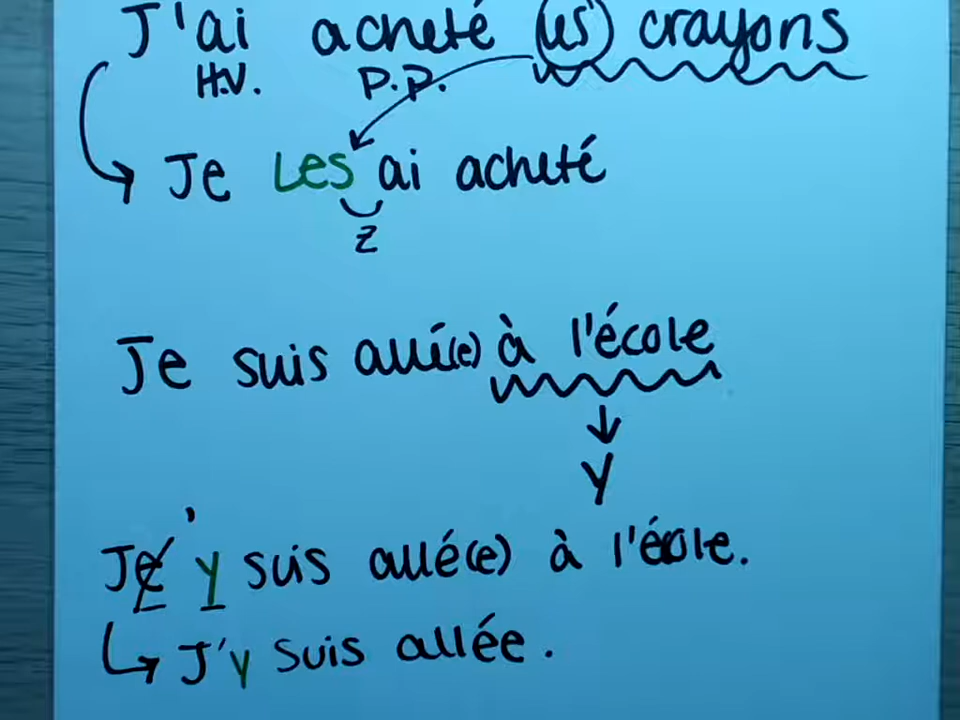 J'ai acheté (les) crayons
H.V. P.P.
Je Les ai acheté
z
Je suis allé(e) à l'école
y
Je y suis allé(e) à l'école.
J'y suis allée.